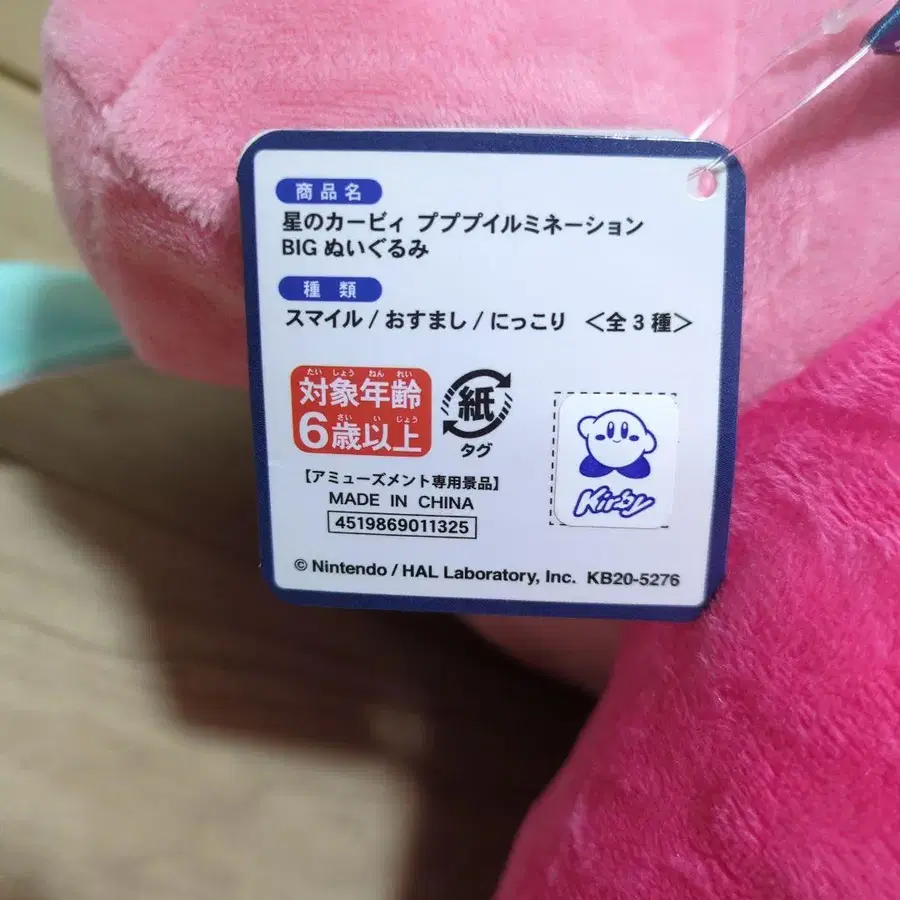 商品名
星のカービィ プププイルミネーション
BIG ぬいぐるみ
種類
スマイル / おすまし / にっこり ＜全3種＞
たいしょうねんれい
対象年齢
さいいじょう
6歳以上
紙
タグ
【アミューズメント専用景品】
MADE IN CHINA
4519869011325
Kirby
© Nintendo / HAL Laboratory, Inc. KB20-5276